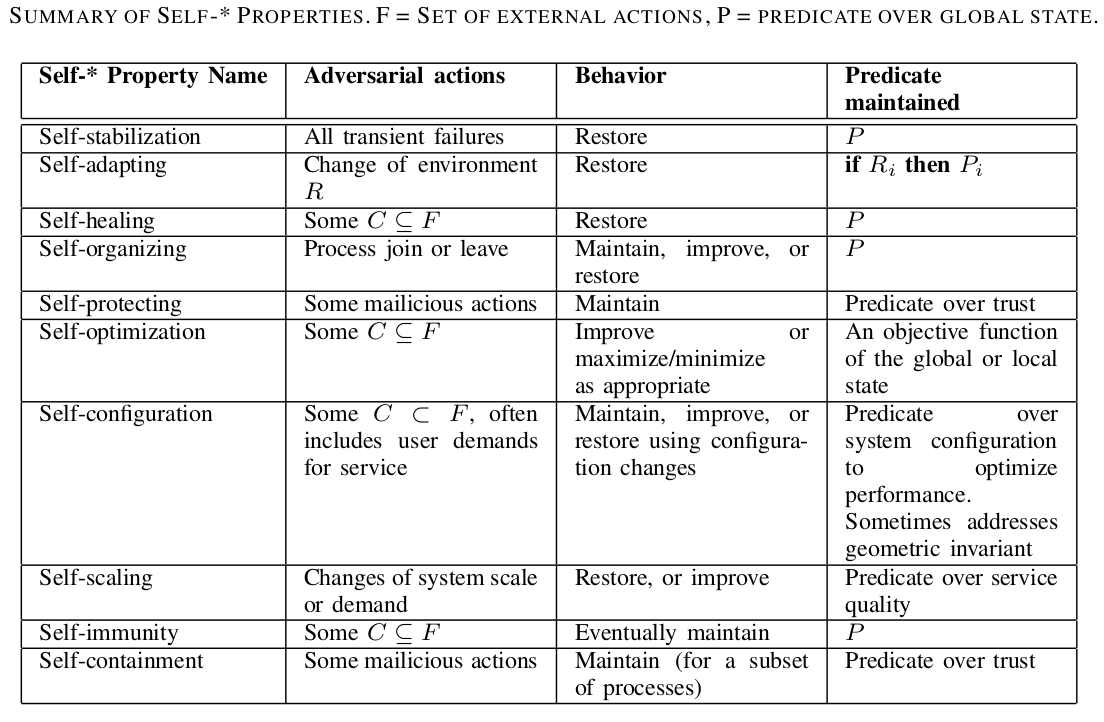 SUMMARY OF SELF-* PROPERTIES. F = SET OF EXTERNAL ACTIONS, P = PREDICATE OVER GLOBAL STATE.
Self-* Property Name
Adversarial actions
Behavior
Predicate
maintained
Self-stabilization
All transient failures
Restore
P
Self-adapting
Change of environment
R
Restore
if Rᵢ then Pᵢ
Self-healing
Some C ⊆ F
Restore
P
Self-organizing
Process join or leave
Maintain, improve, or
restore
P
Self-protecting
Some mailicious actions
Maintain
Predicate over trust
Self-optimization
Some C ⊆ F
Improve or
maximize/minimize
as appropriate
An objective function
of the global or local
state
Self-configuration
Some C ⊂ F, often
includes user demands
for service
Maintain, improve, or
restore using configura-
tion changes
Predicate over
system configuration
to optimize
performance.
Sometimes addresses
geometric invariant
Self-scaling
Changes of system scale
or demand
Restore, or improve
Predicate over service
quality
Self-immunity
Some C ⊆ F
Eventually maintain
P
Self-containment
Some mailicious actions
Maintain (for a subset
of processes)
Predicate over trust